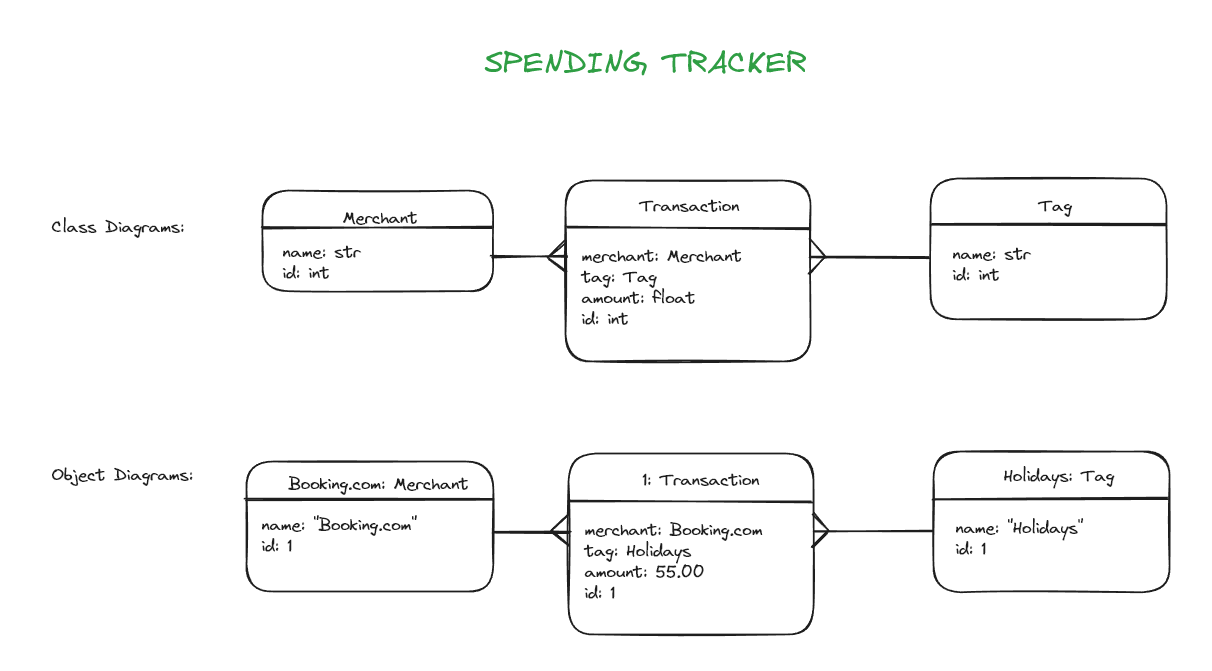 SPENDING TRACKER
Class Diagrams:
Merchant
name: str
id: int
Transaction
merchant: Merchant
tag: Tag
amount: float
id: int
Tag
name: str
id: int
Object Diagrams:
Booking.com: Merchant
name: "Booking.com"
id: 1
1: Transaction
merchant: Booking.com
tag: Holidays
amount: 55.00
id: 1
Holidays: Tag
name: "Holidays"
id: 1